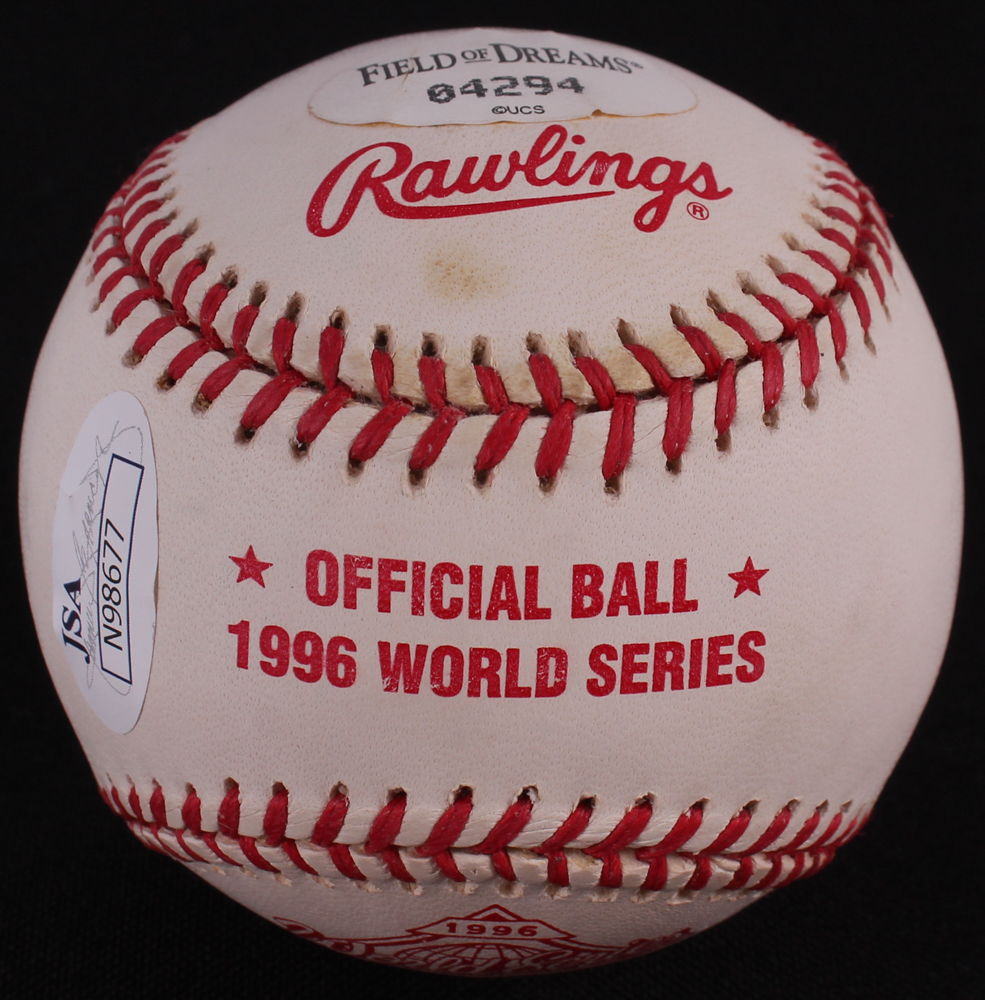 FIELD OF DREAMS®
04294
©UCS
Rawlings®
★ OFFICIAL BALL ★
1996 WORLD SERIES
JSA
N98677
1996